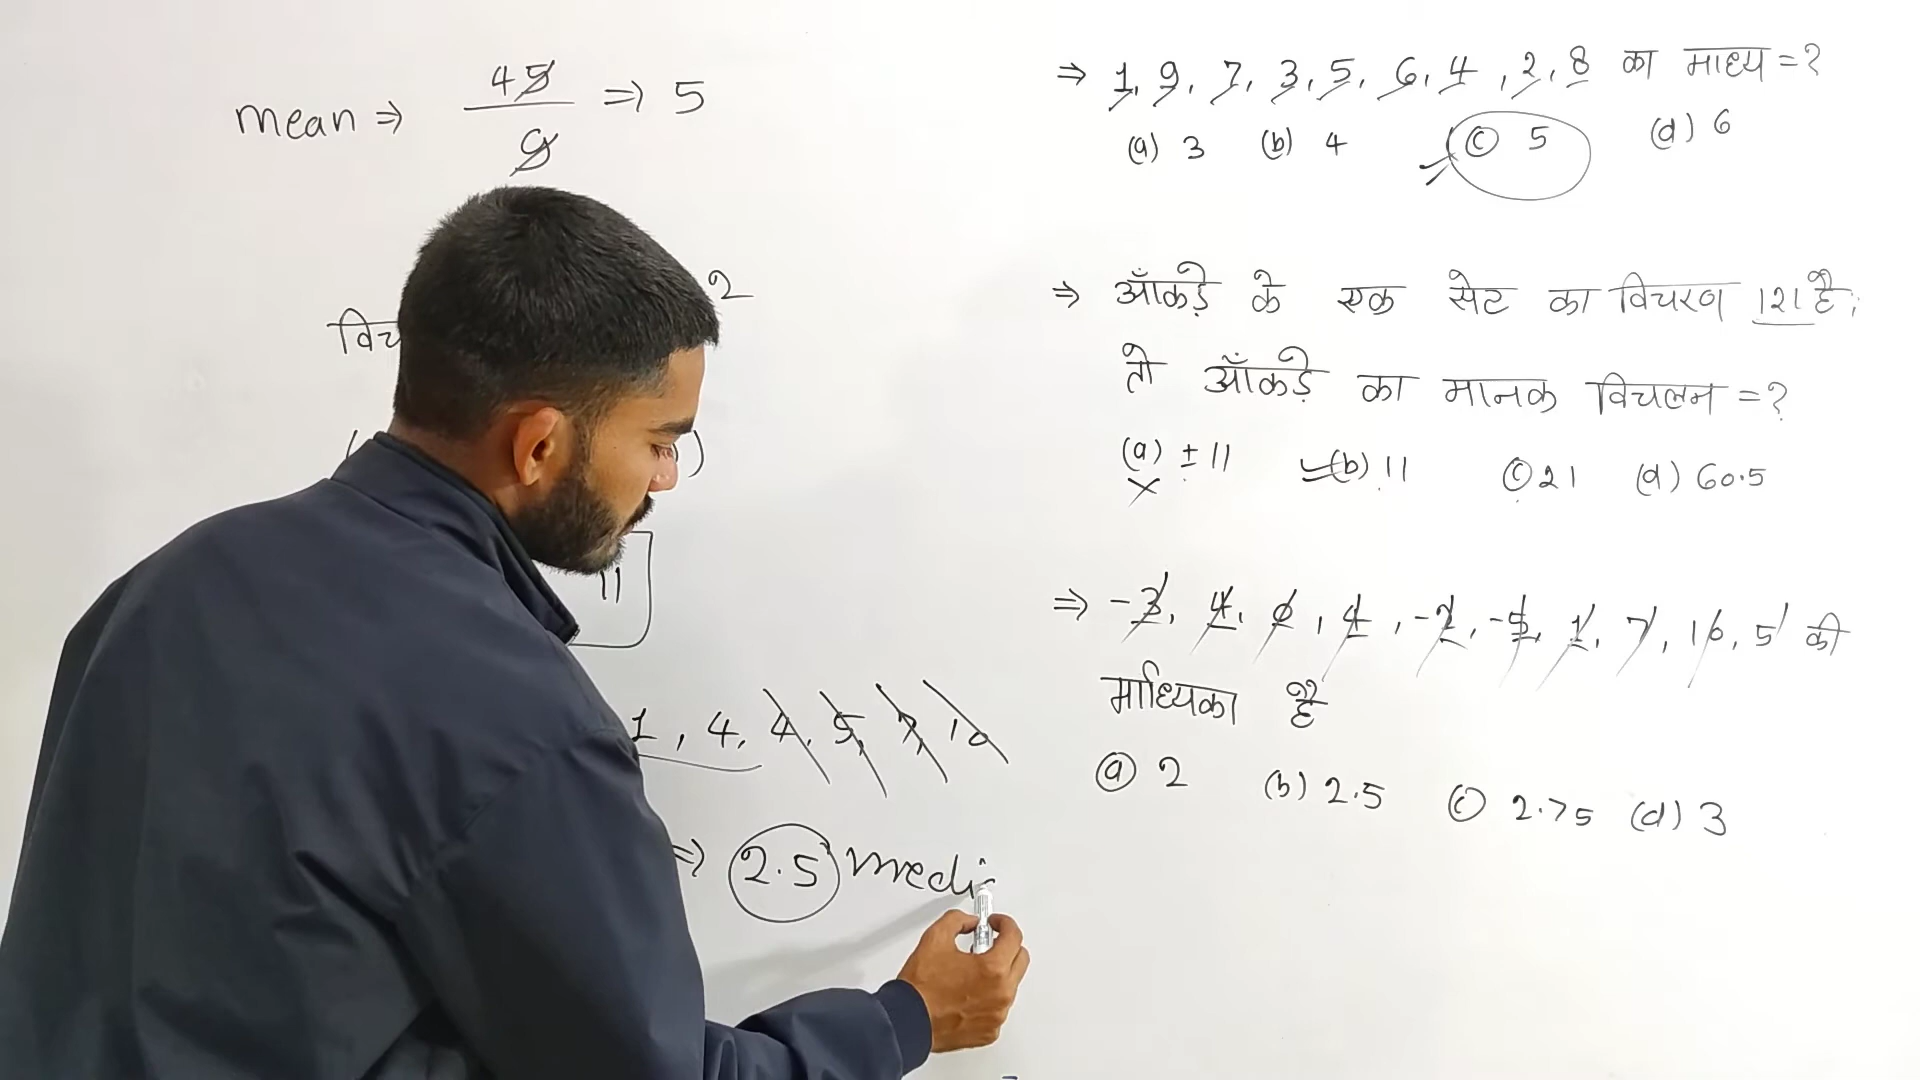 mean ⇒ 45/9 ⇒ 5
2
)
11
1, 4, 4, 5, 7, 10
⇒ 2.5 medi
⇒ 1, 9, 7, 3, 5, 6, 4, 2, 8 का माध्य = ?
(a) 3 (b) 4 (c) 5 (d) 6
⇒ आँकड़े के एक सेट का विचरण 121 है,
तो आँकड़े का मानक विचलन = ?
(a) ± 11 (b) 11 (c) 21 (d) 60.5
⇒ -3, 4, 0, 4, -2, -5, 1, 7, 10, 5 की
माध्यिका है
(a) 2 (b) 2.5 (c) 2.75 (d) 3